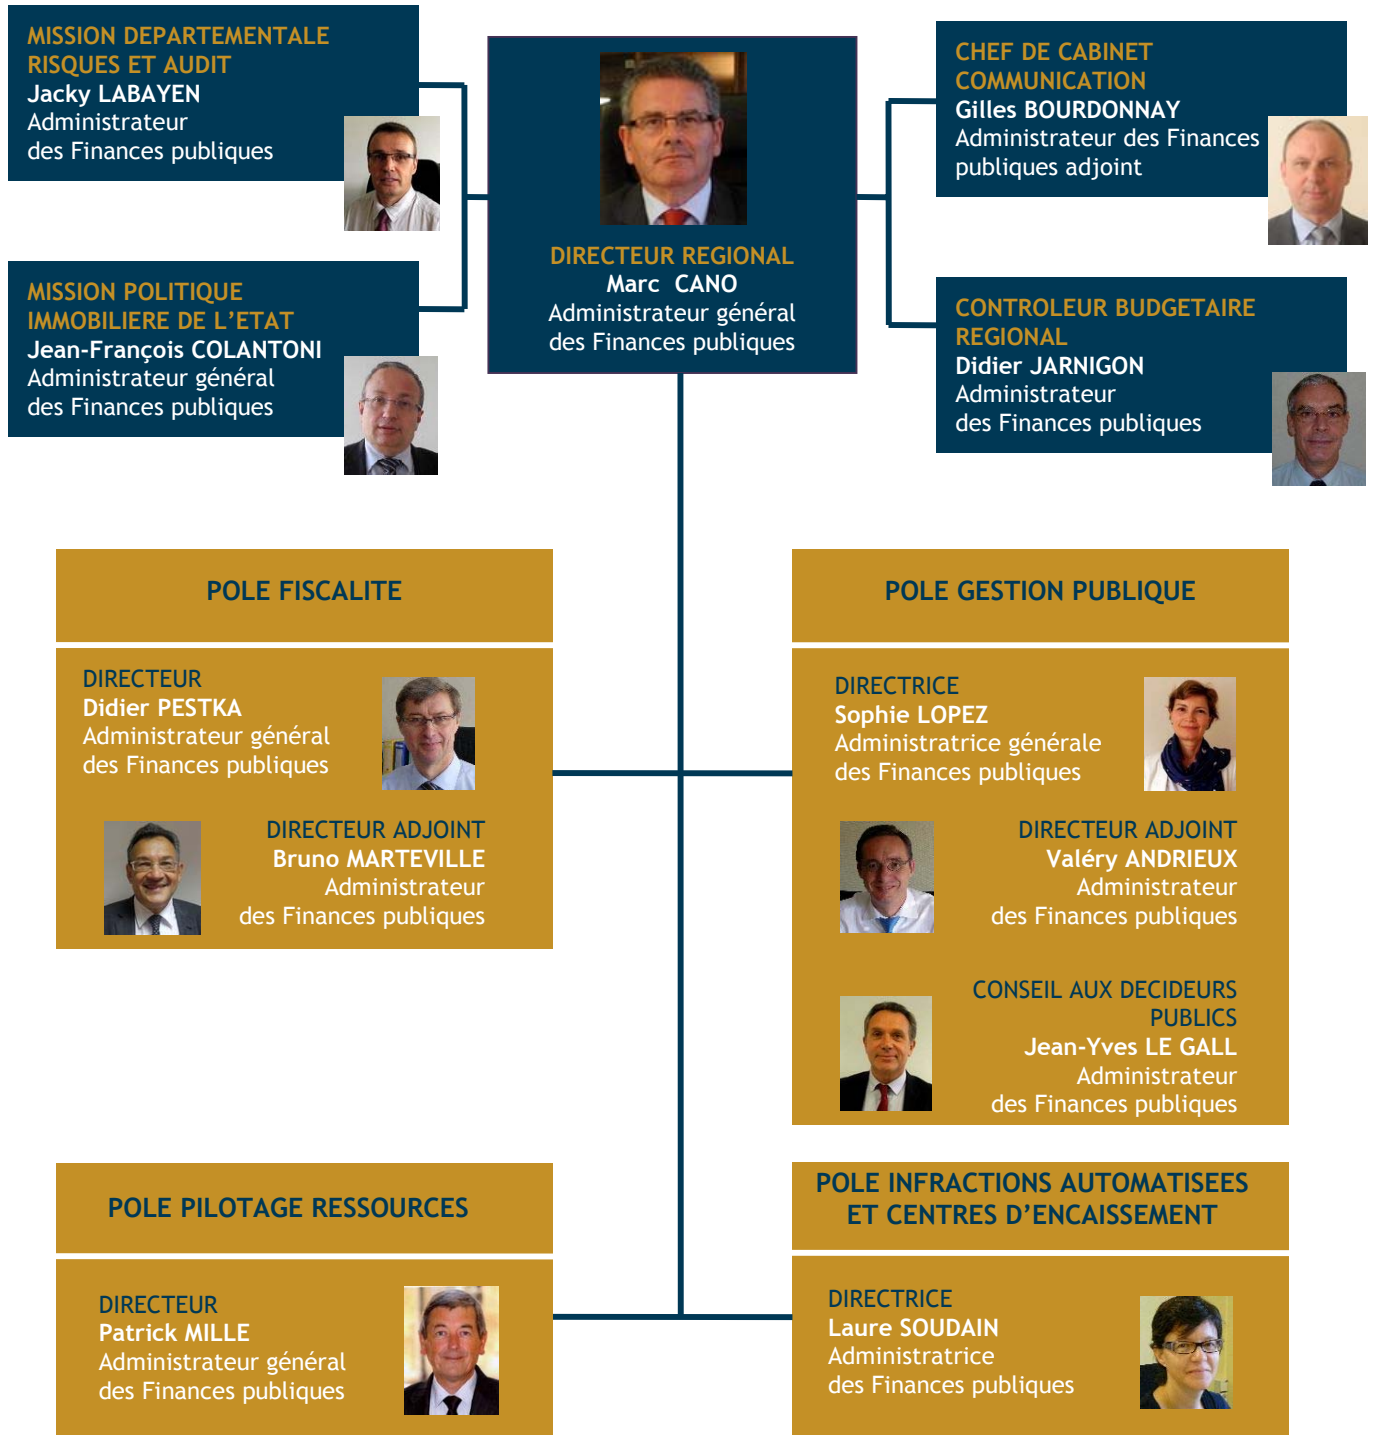 MISSION DEPARTEMENTALE
RISQUES ET AUDIT
Jacky LABAYEN
Administrateur
des Finances publiques
MISSION POLITIQUE
IMMOBILIERE DE L’ETAT
Jean-François COLANTONI
Administrateur général
des Finances publiques
DIRECTEUR REGIONAL
Marc CANO
Administrateur général
des Finances publiques
CHEF DE CABINET
COMMUNICATION
Gilles BOURDONNAY
Administrateur des Finances
publiques adjoint
CONTROLEUR BUDGETAIRE
REGIONAL
Didier JARNIGON
Administrateur
des Finances publiques
POLE FISCALITE
DIRECTEUR
Didier PESTKA
Administrateur général
des Finances publiques
DIRECTEUR ADJOINT
Bruno MARTEVILLE
Administrateur
des Finances publiques
POLE GESTION PUBLIQUE
DIRECTRICE
Sophie LOPEZ
Administratrice générale
des Finances publiques
DIRECTEUR ADJOINT
Valéry ANDRIEUX
Administrateur
des Finances publiques
CONSEIL AUX DECIDEURS
PUBLICS
Jean-Yves LE GALL
Administrateur
des Finances publiques
POLE PILOTAGE RESSOURCES
DIRECTEUR
Patrick MILLE
Administrateur général
des Finances publiques
POLE INFRACTIONS AUTOMATISEES
ET CENTRES D’ENCAISSEMENT
DIRECTRICE
Laure SOUDAIN
Administratrice
des Finances publiques